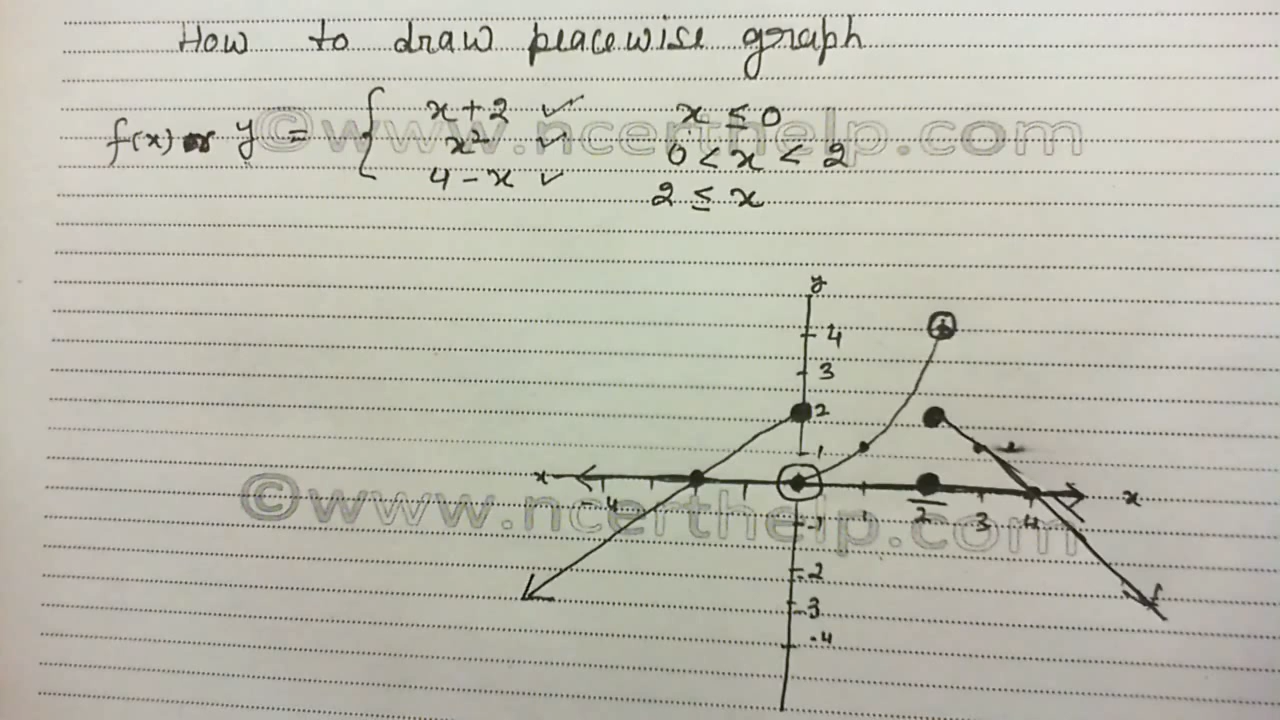 How to draw peacewise graph
f(x) or y = { x + 2 ✓ x ≤ 0
x² ✓ 0 < x < 2
4 - x ✓ 2 ≤ x
©www.ncerthelp.com
y
4
3
2
1
x -4 1 2 3 4 x
-1
-2
-3
-4
©www.ncerthelp.com